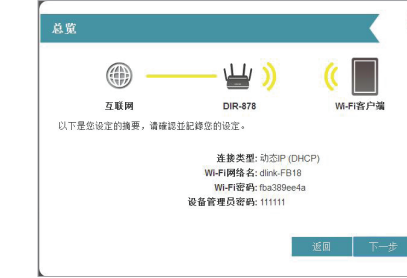 总览
互联网 DIR-878 Wi-Fi客户端
以下是您设定的摘要，请確認並記錄您的设定。
连接类型: 动态IP (DHCP)
Wi-Fi网络名: dlink-FB18
Wi-Fi密码: fba389ee4a
设备管理员密码: 111111
返回 下一步